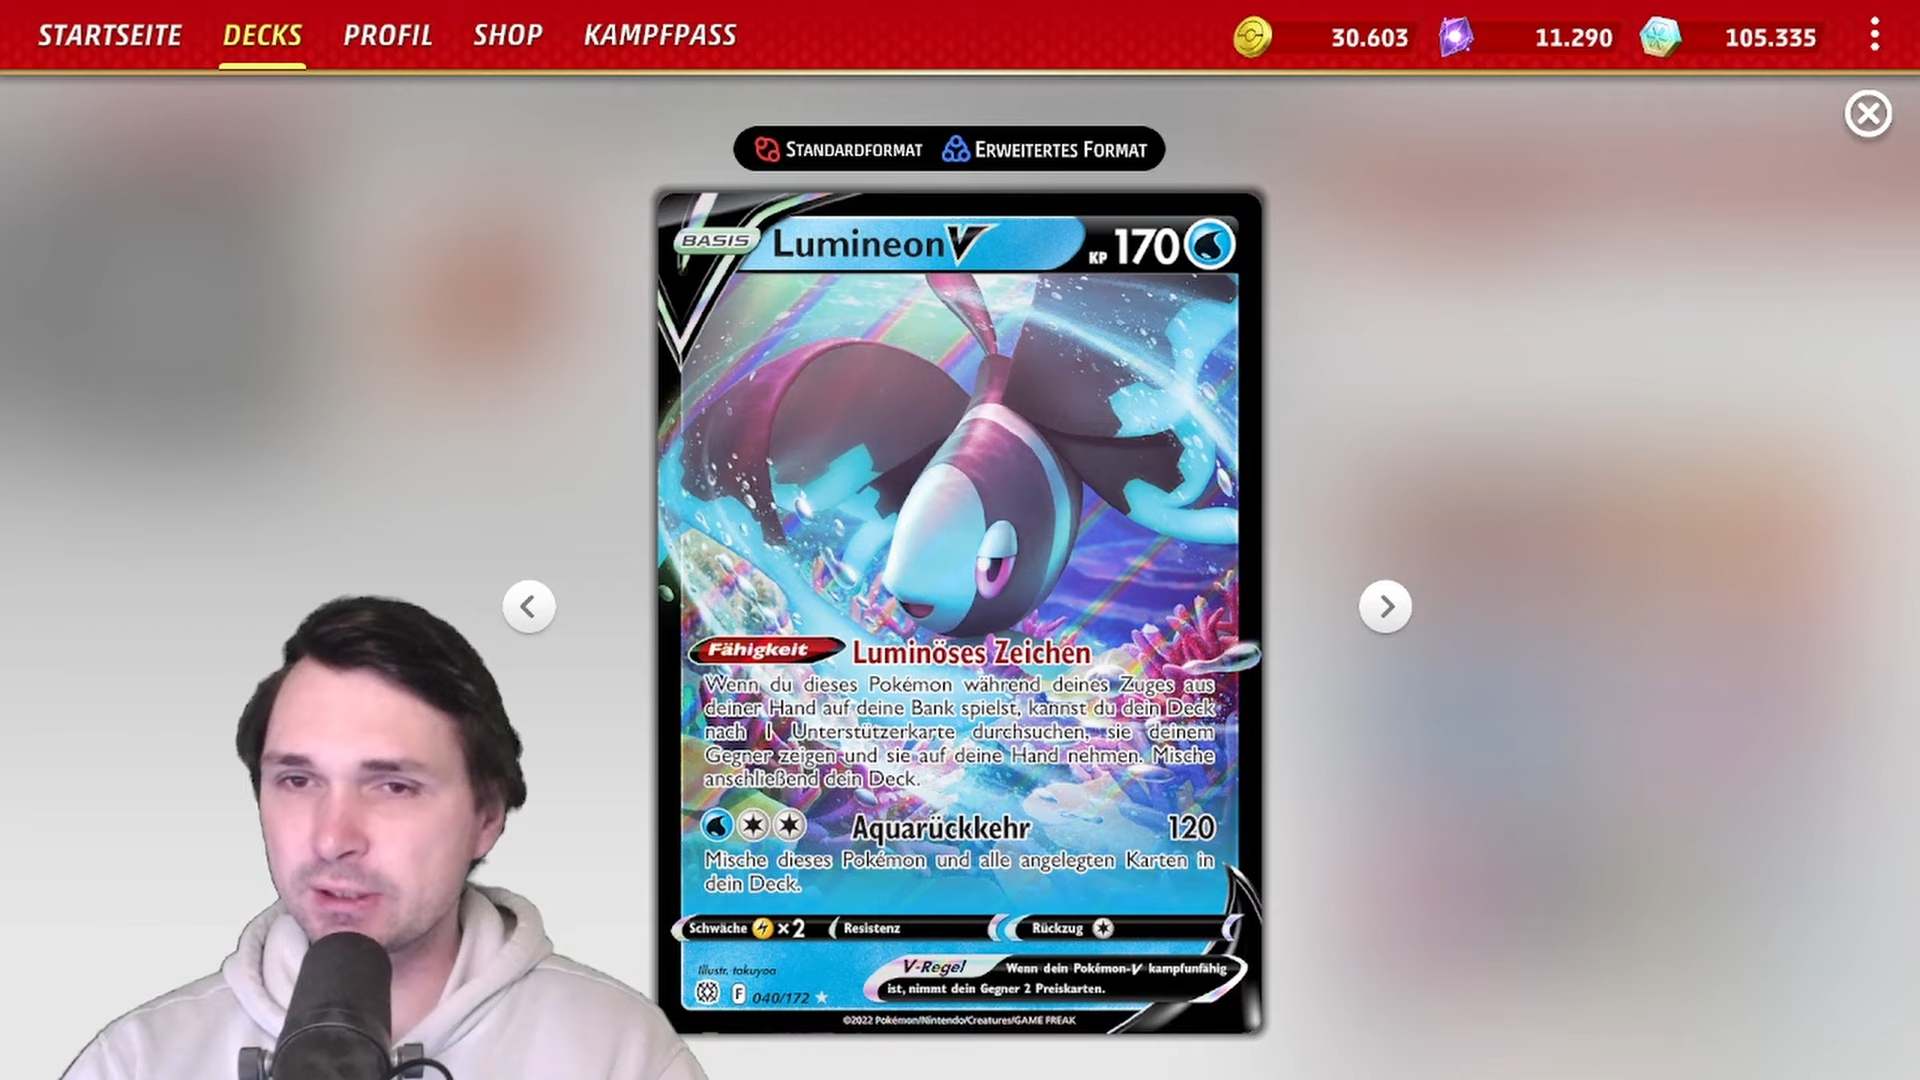 STARTSEITE DECKS PROFIL SHOP KAMPFPASS 30.603 11.290 105.335
STANDARDFORMAT ERWEITERTES FORMAT
BASIS Lumineon V KP 170
Fähigkeit Luminöses Zeichen
Wenn du dieses Pokémon während deines Zuges aus
deiner Hand auf deine Bank spielst, kannst du dein Deck
nach 1 Unterstützerkarte durchsuchen, sie deinem
Gegner zeigen und sie auf deine Hand nehmen. Mische
anschließend dein Deck.
Aquarückkehr 120
Mische dieses Pokémon und alle angelegten Karten in
dein Deck.
Schwäche ×2 Resistenz Rückzug
Illustr. takuyoa
V-Regel Wenn dein Pokémon-V kampfunfähig
ist, nimmt dein Gegner 2 Preiskarten.
F 040/172
©2022 Pokémon/Nintendo/Creatures/GAME FREAK